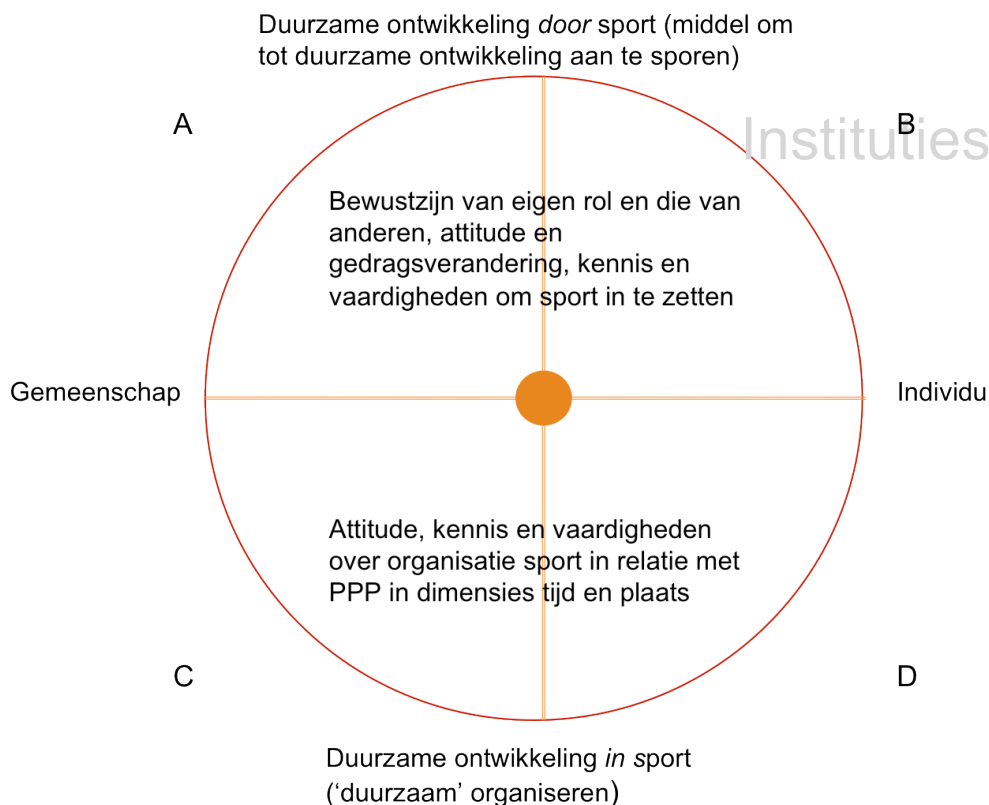 Duurzame ontwikkeling door sport (middel om
tot duurzame ontwikkeling aan te sporen)
A
B
Instituties
Bewustzijn van eigen rol en die van
anderen, attitude en
gedragsverandering, kennis en
vaardigheden om sport in te zetten
Gemeenschap
Individu
Attitude, kennis en vaardigheden
over organisatie sport in relatie met
PPP in dimensies tijd en plaats
C
D
Duurzame ontwikkeling in sport
(‘duurzaam’ organiseren)